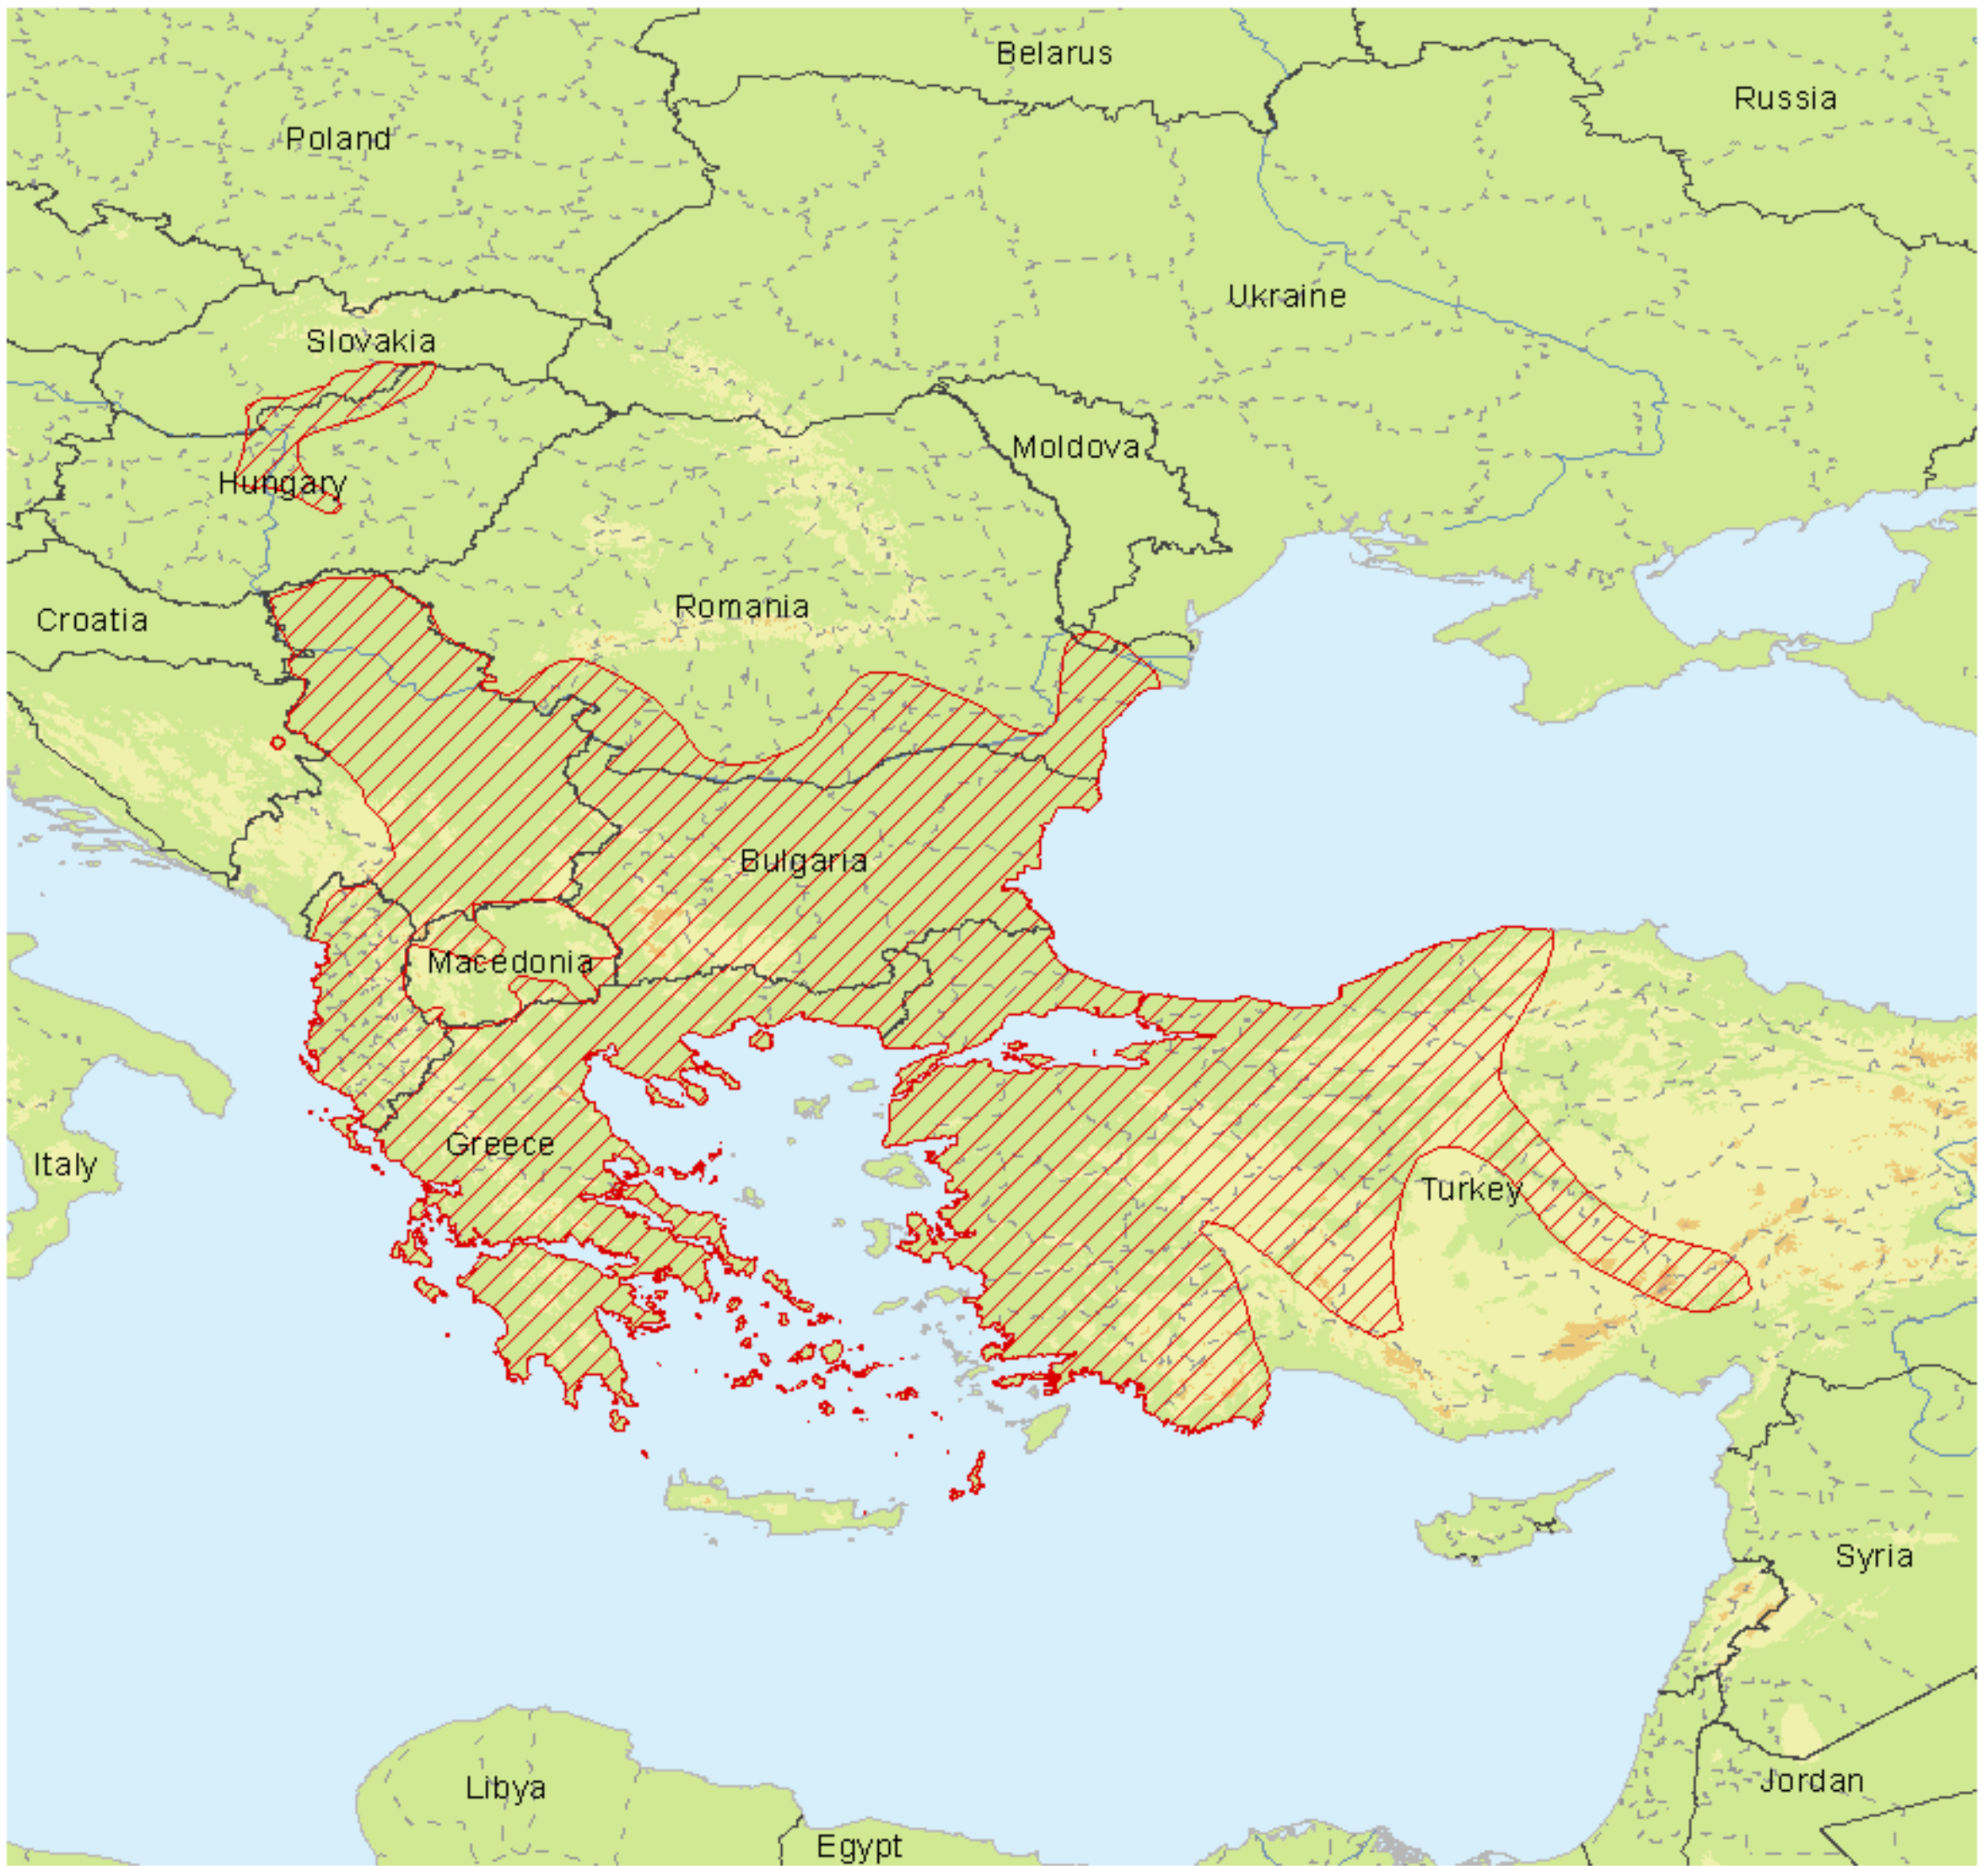 Belarus
Russia
Poland
Ukraine
Slovakia
Moldova
Hungary
Romania
Croatia
Bulgaria
Macedonia
Greece
Italy
Turkey
Syria
Jordan
Libya
Egypt